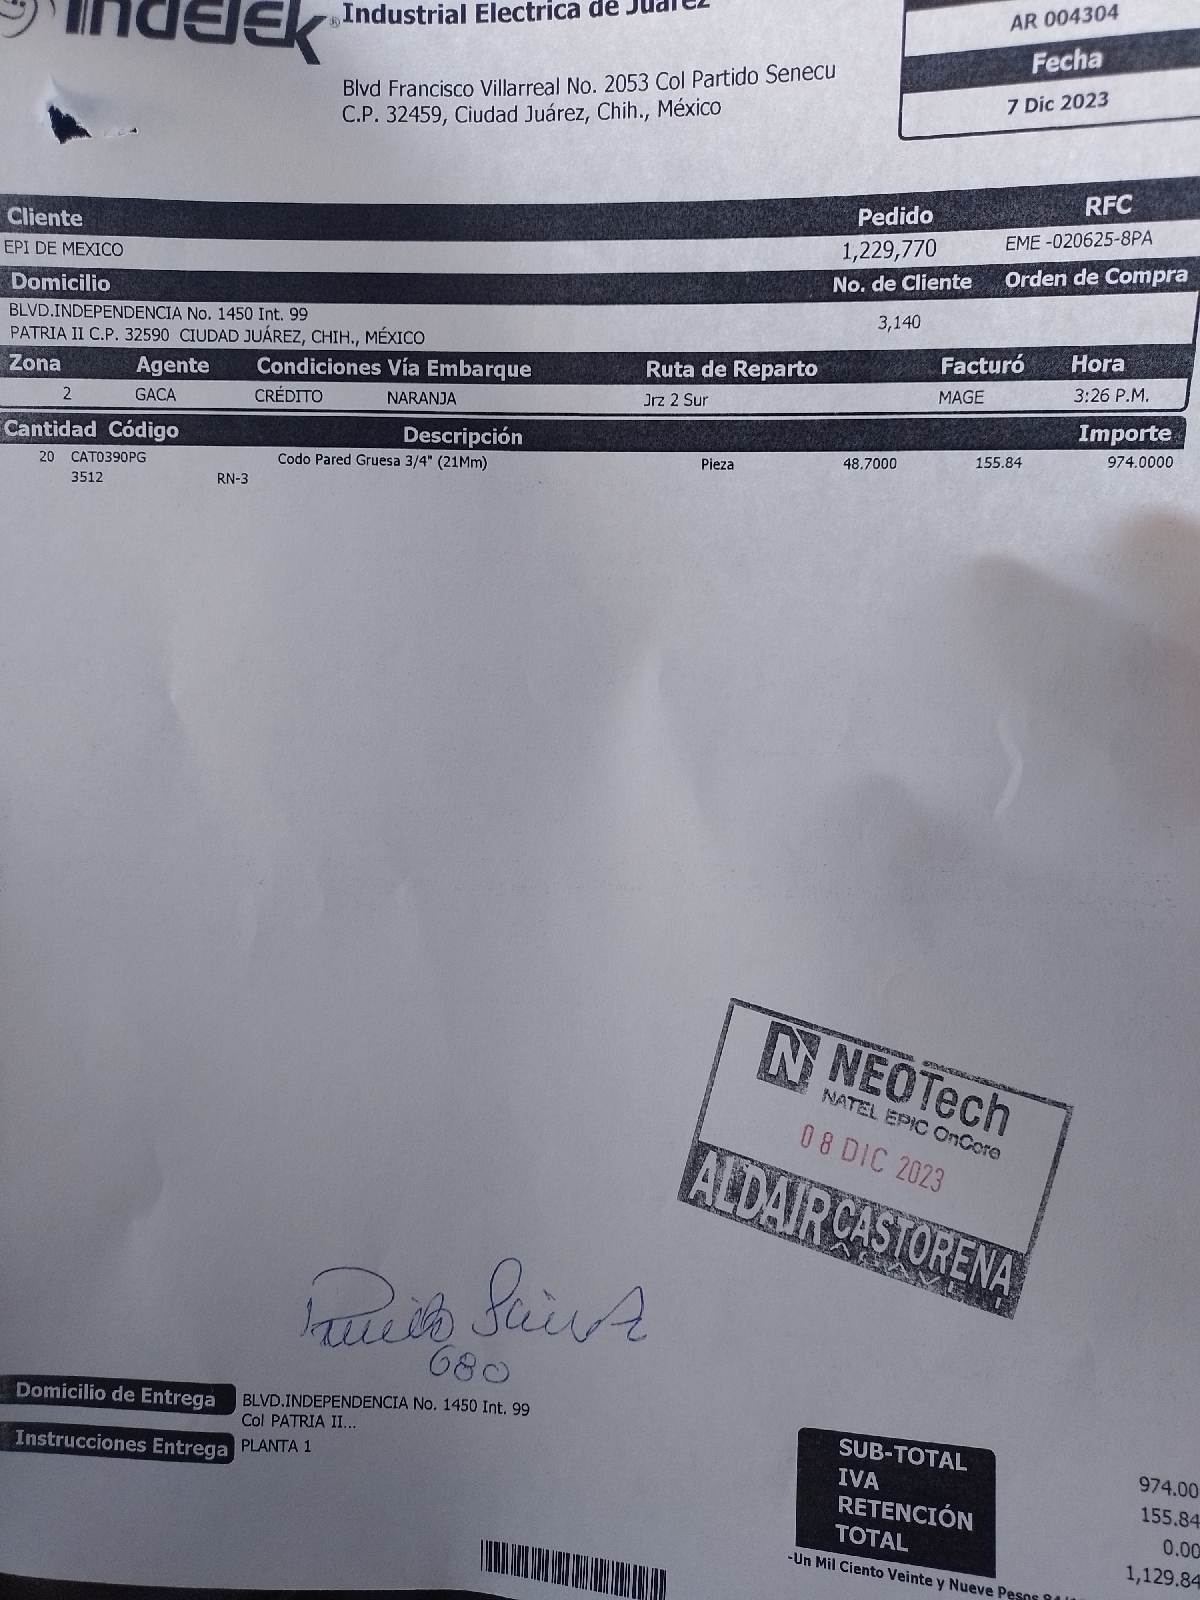 indelek® Industrial Electrica de Juárez
AR 004304
Fecha
7 Dic 2023
Blvd Francisco Villarreal No. 2053 Col Partido Senecu
C.P. 32459, Ciudad Juárez, Chih., México
Cliente Pedido RFC
EPI DE MEXICO 1,229,770 EME -020625-8PA
Domicilio No. de Cliente Orden de Compra
BLVD.INDEPENDENCIA No. 1450 Int. 99
PATRIA II C.P. 32590 CIUDAD JUÁREZ, CHIH., MÉXICO 3,140
Zona Agente Condiciones Vía Embarque Ruta de Reparto Facturó Hora
2 GACA CRÉDITO NARANJA Jrz 2 Sur MAGE 3:26 P.M.
Cantidad Código Descripción Importe
20 CAT0390PG Codo Pared Gruesa 3/4" (21Mm) Pieza 48.7000 155.84 974.0000
3512 RN-3
N NEOTech
NATEL EPIC OnCore
08 DIC 2023
ALDAIR CASTORENA
680
Domicilio de Entrega BLVD.INDEPENDENCIA No. 1450 Int. 99
Col PATRIA II...
Instrucciones Entrega PLANTA 1
SUB-TOTAL 974.00
IVA 155.84
RETENCIÓN 0.00
TOTAL 1,129.84
-Un Mil Ciento Veinte y Nueve Pesos